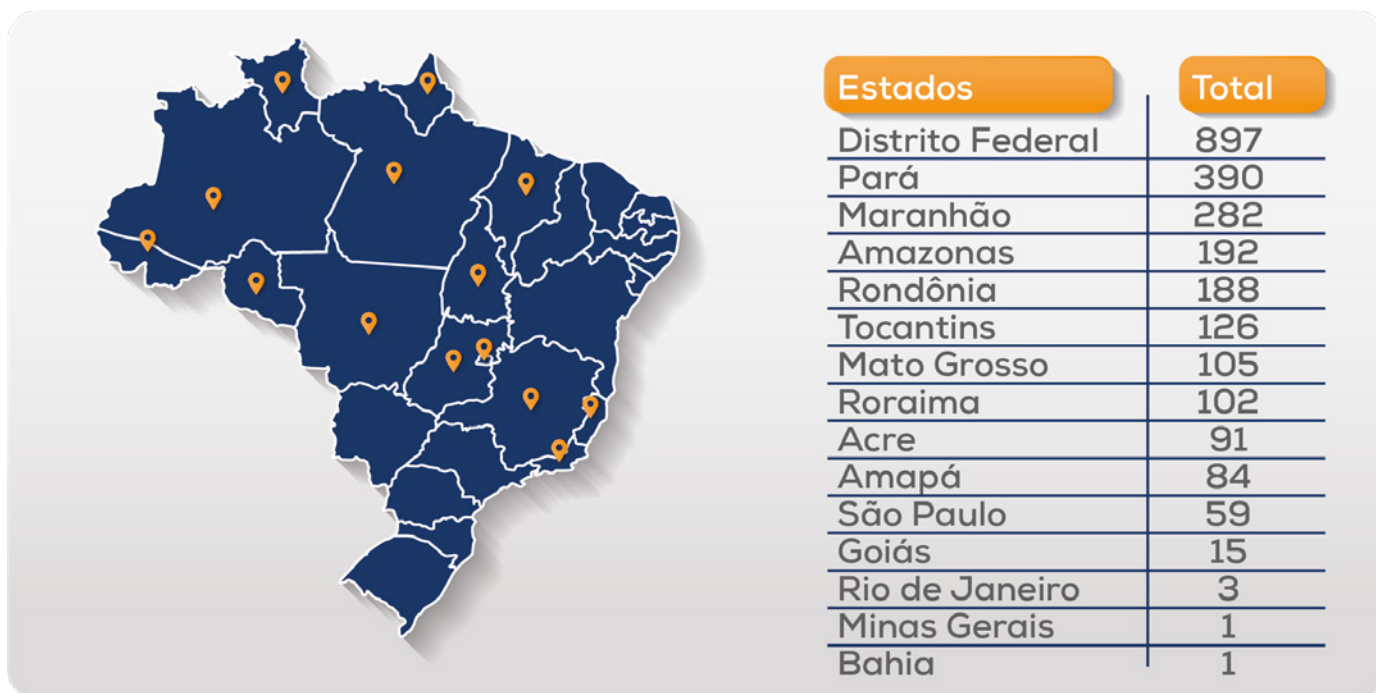 Estados Total
Distrito Federal 897
Pará 390
Maranhão 282
Amazonas 192
Rondônia 188
Tocantins 126
Mato Grosso 105
Roraima 102
Acre 91
Amapá 84
São Paulo 59
Goiás 15
Rio de Janeiro 3
Minas Gerais 1
Bahia 1